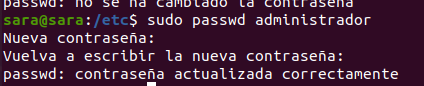 passwd: no se ha cambiado la contraseña
sara@sara:/etc$ sudo passwd administrador
Nueva contraseña:
Vuelva a escribir la nueva contraseña:
passwd: contraseña actualizada correctamente